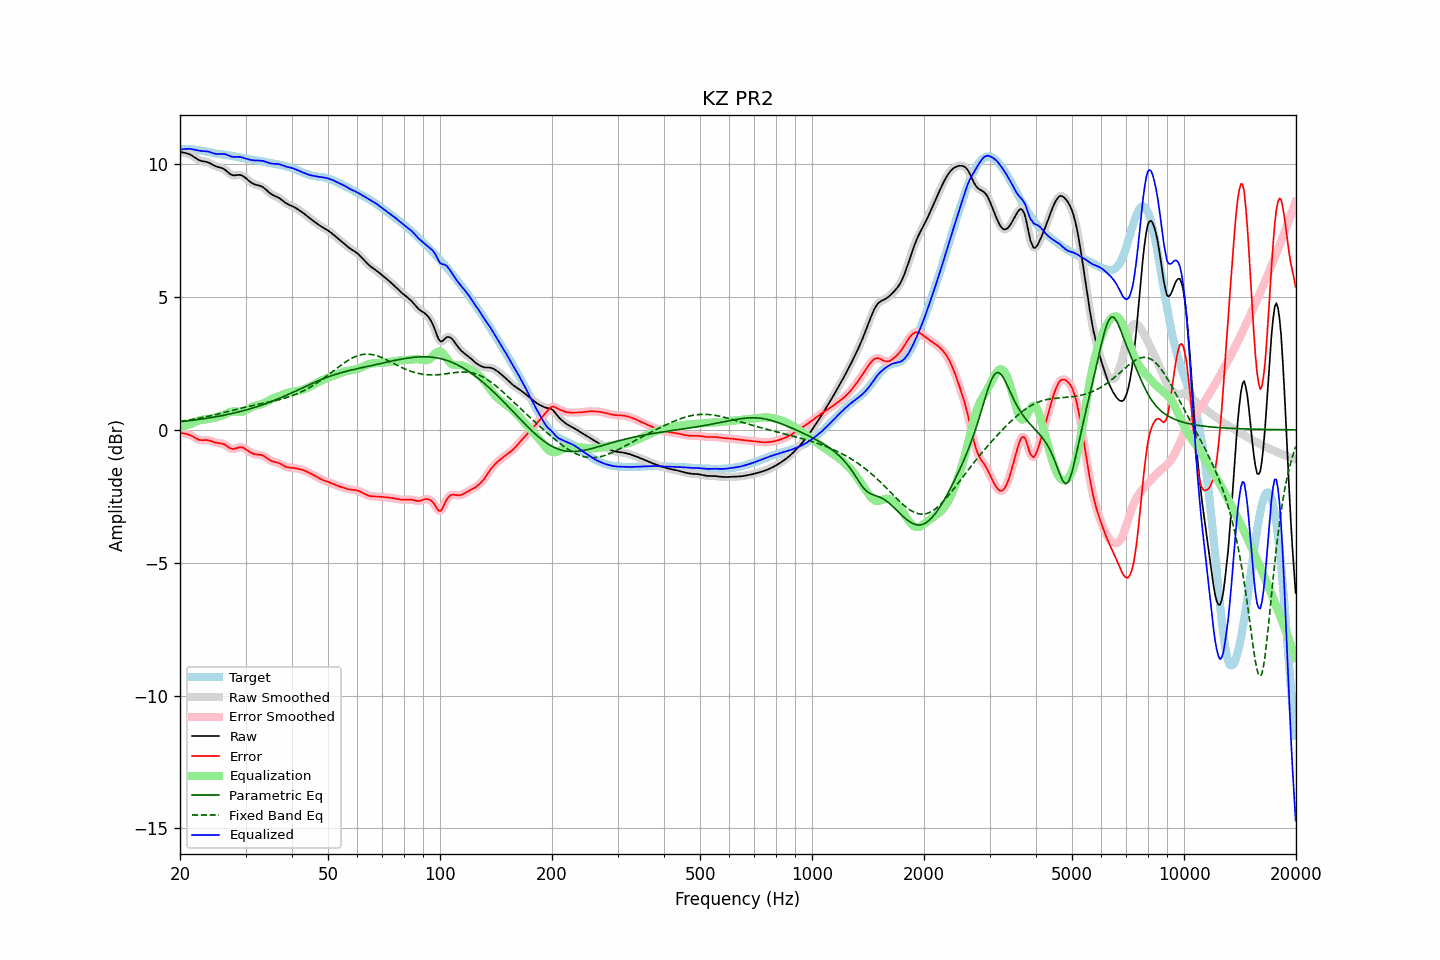 KZ PR2
Amplitude (dBr)
10
5
0
−5
−10
−15
Target
Raw Smoothed
Error Smoothed
Raw
Error
Equalization
Parametric Eq
Fixed Band Eq
Equalized
20 50 100 200 500 1000 2000 5000 10000 20000
Frequency (Hz)